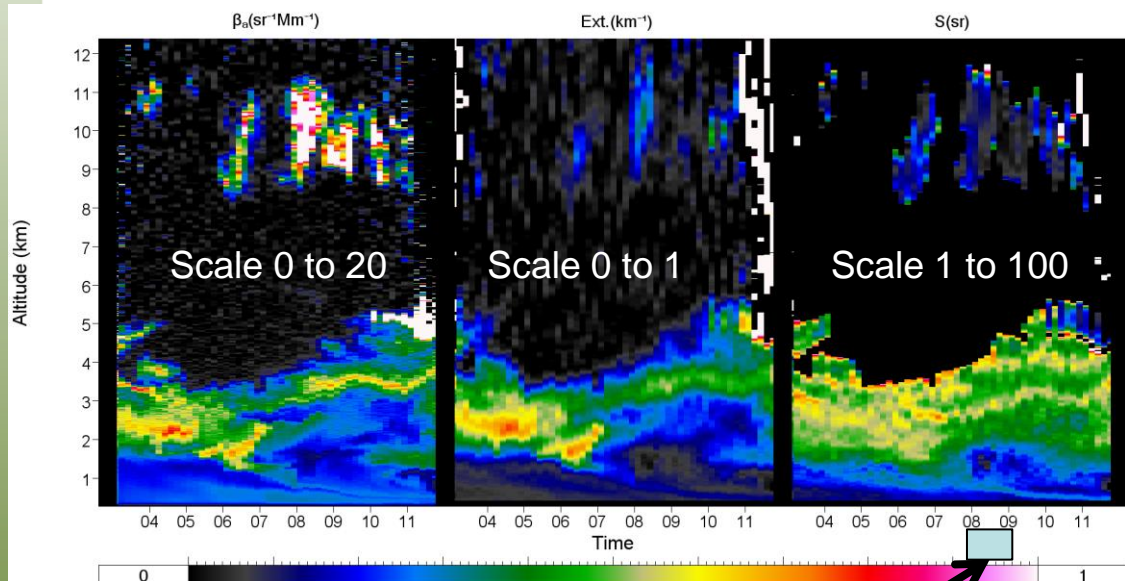 βₐ(sr⁻¹Mm⁻¹) Ext.(km⁻¹) S(sr)
12
11
10
9
8
7
6
5
4
3
2
1
Altitude (km)
Scale 0 to 20 Scale 0 to 1 Scale 1 to 100
04 05 06 07 08 09 10 11 04 05 06 07 08 09 10 11 04 05 06 07 08 09 10 11
Time
0 1